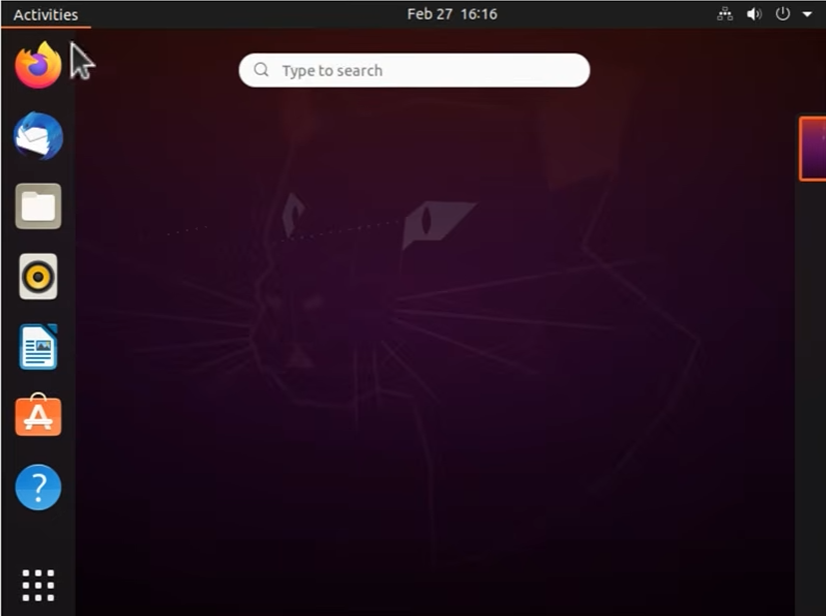 Activities
Feb 27 16:16
Type to search